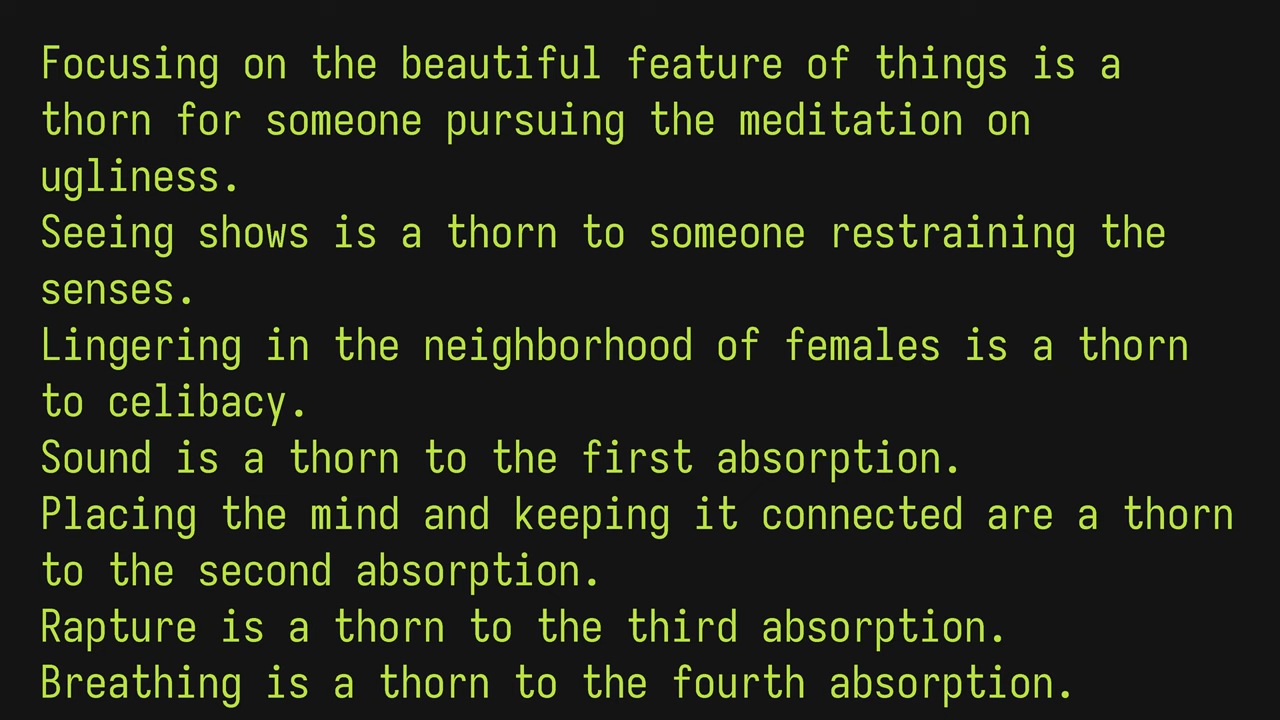 Focusing on the beautiful feature of things is a
thorn for someone pursuing the meditation on
ugliness.
Seeing shows is a thorn to someone restraining the
senses.
Lingering in the neighborhood of females is a thorn
to celibacy.
Sound is a thorn to the first absorption.
Placing the mind and keeping it connected are a thorn
to the second absorption.
Rapture is a thorn to the third absorption.
Breathing is a thorn to the fourth absorption.